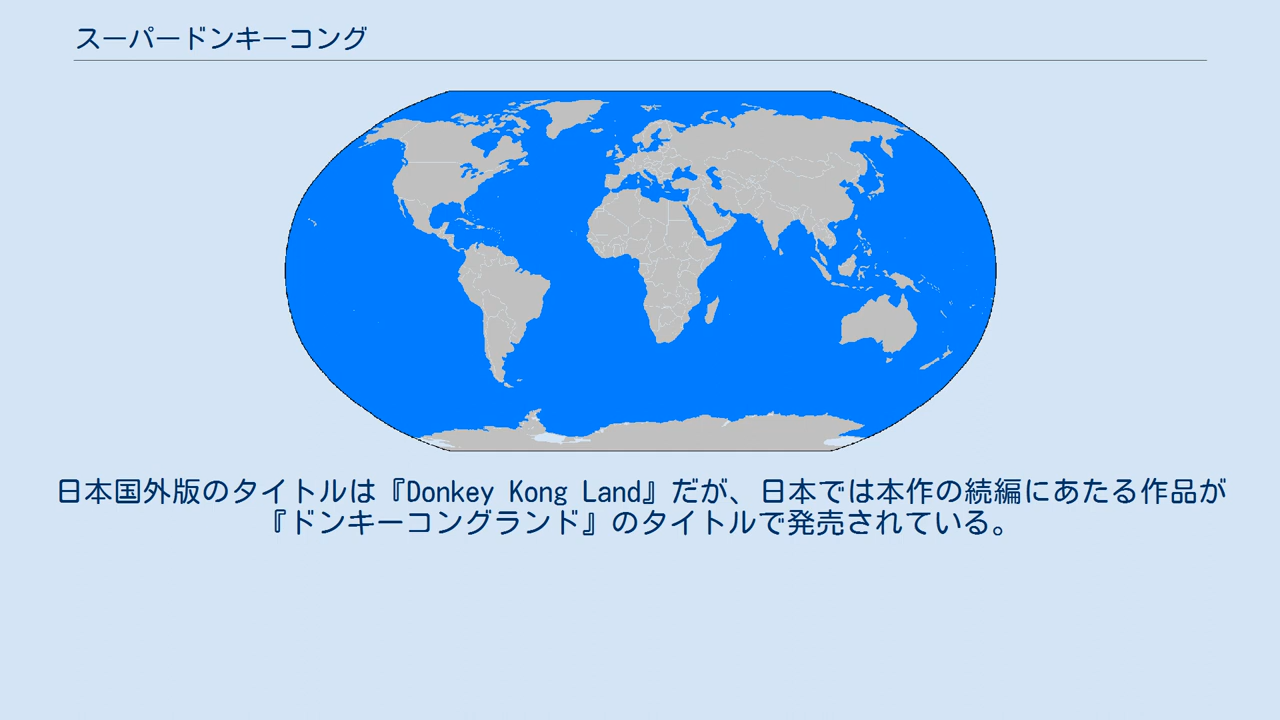 スーパードンキーコング
日本国外版のタイトルは『Donkey Kong Land』だが、日本では本作の続編にあたる作品が
『ドンキーコングランド』のタイトルで発売されている。